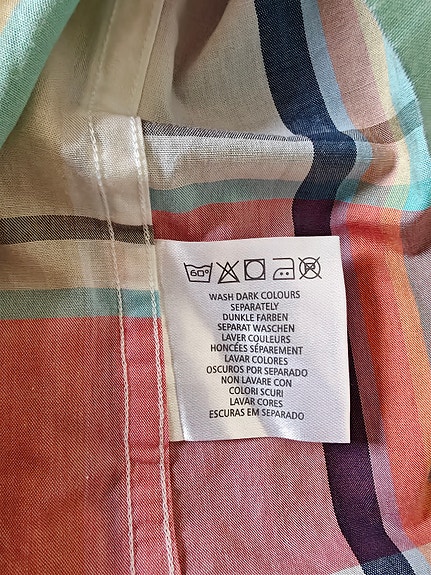 60°
WASH DARK COLOURS
SEPARATELY
DUNKLE FARBEN
SEPARAT WASCHEN
LAVER COULEURS
HONCÉES SÉPAREMENT
LAVAR COLORES
OSCUROS POR SEPARADO
NON LAVARE CON
COLORI SCURI
LAVAR CORES
ESCURAS EM SEPARADO